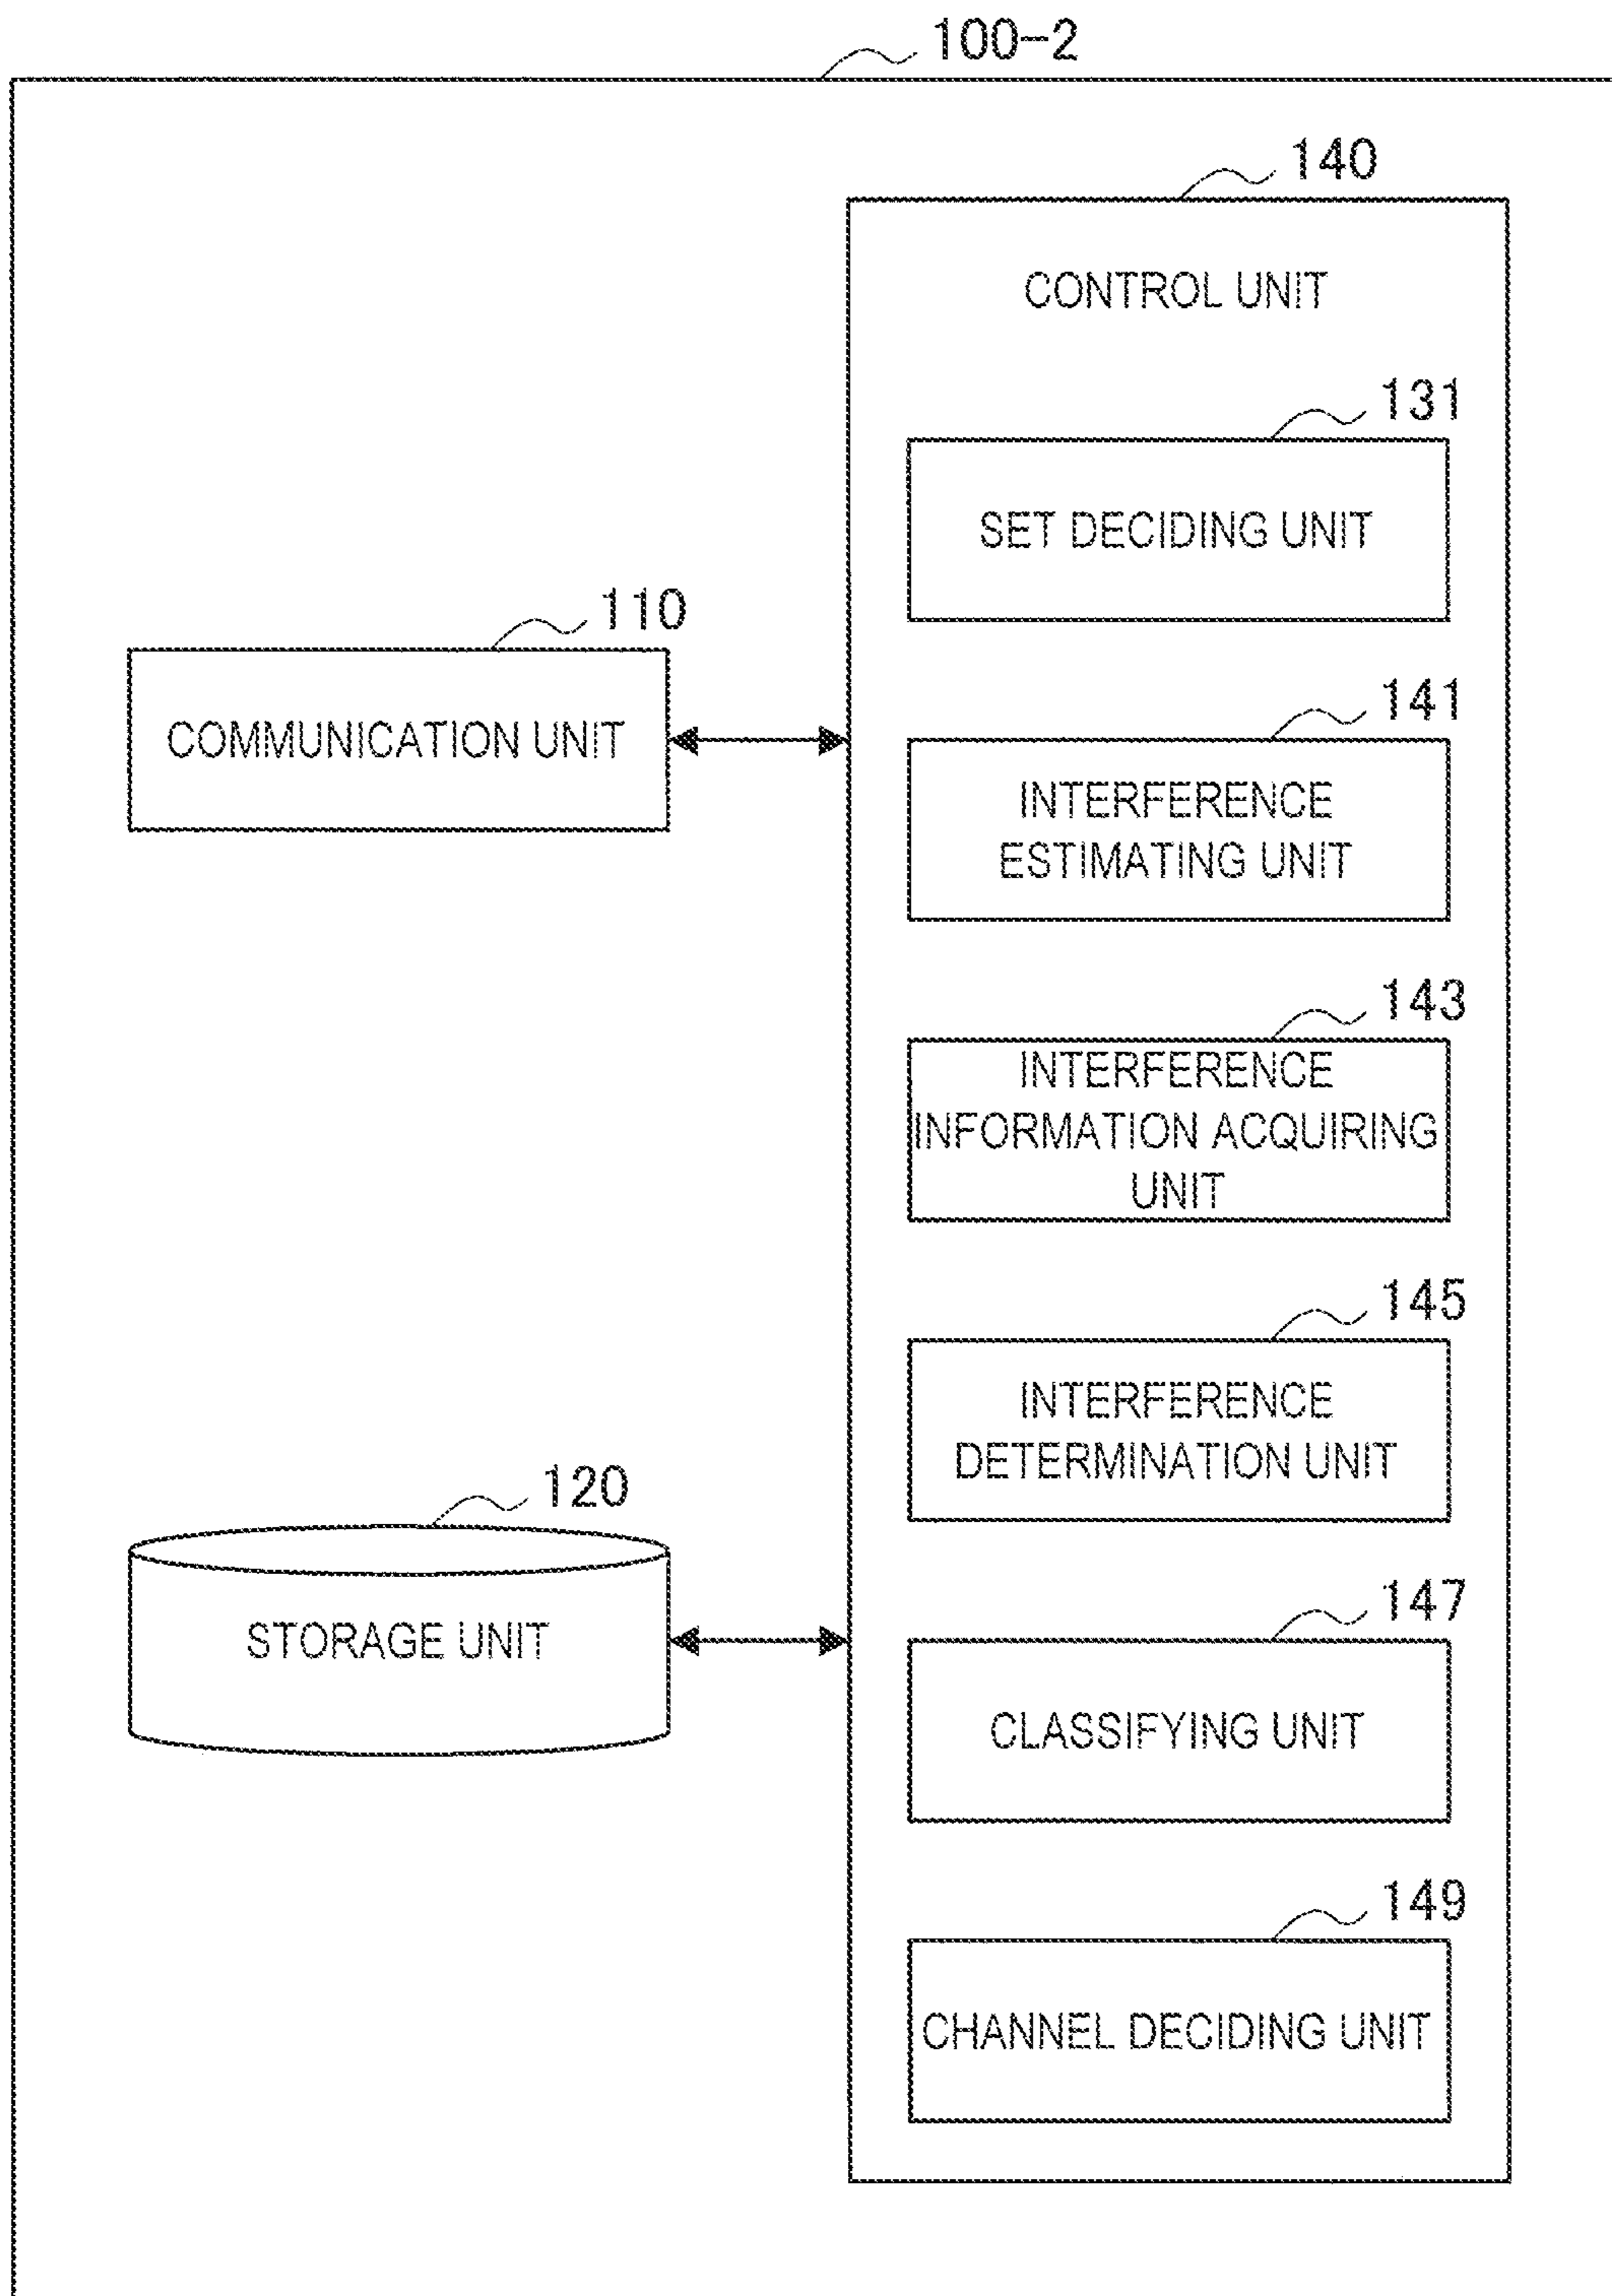 100-2
140
CONTROL UNIT
131
SET DECIDING UNIT
110
COMMUNICATION UNIT
141
INTERFERENCE
ESTIMATING UNIT
143
INTERFERENCE
INFORMATION ACQUIRING
UNIT
145
INTERFERENCE
DETERMINATION UNIT
120
STORAGE UNIT
147
CLASSIFYING UNIT
149
CHANNEL DECIDING UNIT